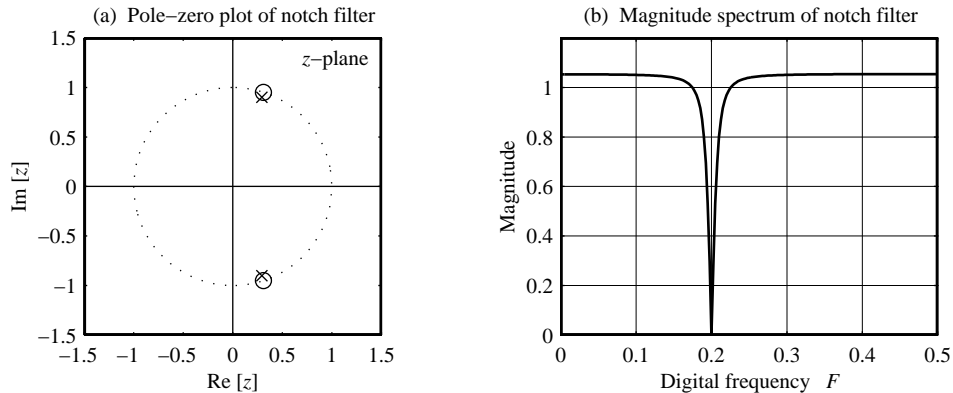 (a) Pole−zero plot of notch filter
1.5
1
0.5
0
−0.5
−1
−1.5
Im [z]
z−plane
−1.5 −1 −0.5 0 0.5 1 1.5
Re [z]
(b) Magnitude spectrum of notch filter
1
0.8
0.6
0.4
0.2
0
Magnitude
0 0.1 0.2 0.3 0.4 0.5
Digital frequency F